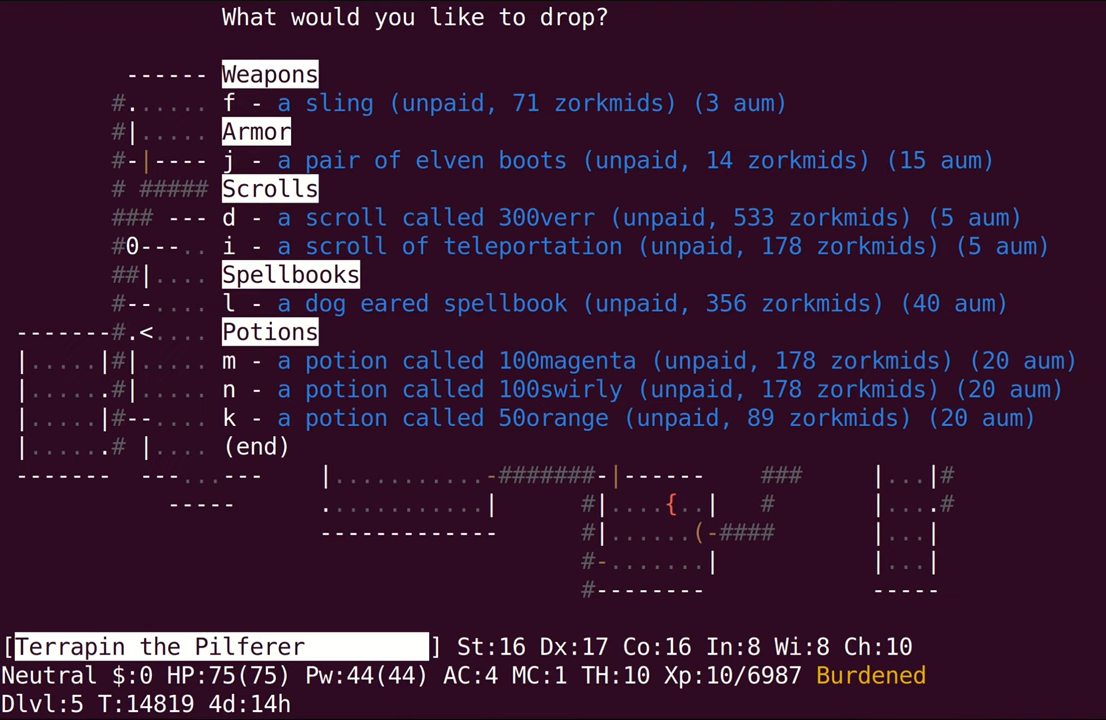 What would you like to drop?
------ Weapons
#....... f - a sling (unpaid, 71 zorkmids) (3 aum)
#|..... Armor
#-|---- j - a pair of elven boots (unpaid, 14 zorkmids) (15 aum)
# ##### Scrolls
### --- d - a scroll called 300verr (unpaid, 533 zorkmids) (5 aum)
#0---.. i - a scroll of teleportation (unpaid, 178 zorkmids) (5 aum)
##|.... Spellbooks
#--.... l - a dog eared spellbook (unpaid, 356 zorkmids) (40 aum)
-------#.<.... Potions
|.....|#|..... m - a potion called 100magenta (unpaid, 178 zorkmids) (20 aum)
|......#|..... n - a potion called 100swirly (unpaid, 178 zorkmids) (20 aum)
|.....|#--.... k - a potion called 50orange (unpaid, 89 zorkmids) (20 aum)
|......# |.... (end)
------- ---...--- |...........-#######-|------ ### |...|#
----- ............| #|....{..| # |....#
------------- #|......(-#### |...|
#-.......| |...|
#-------- -----
[Terrapin the Pilferer ] St:16 Dx:17 Co:16 In:8 Wi:8 Ch:10
Neutral $:0 HP:75(75) Pw:44(44) AC:4 MC:1 TH:10 Xp:10/6987 Burdened
Dlvl:5 T:14819 4d:14h